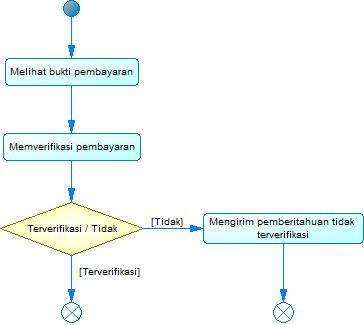 Melihat bukti pembayaran
Memverifikasi pembayaran
Terverifikasi / Tidak
[Tidak]
Mengirim pemberitahuan tidak
terverifikasi
[Terverifikasi]